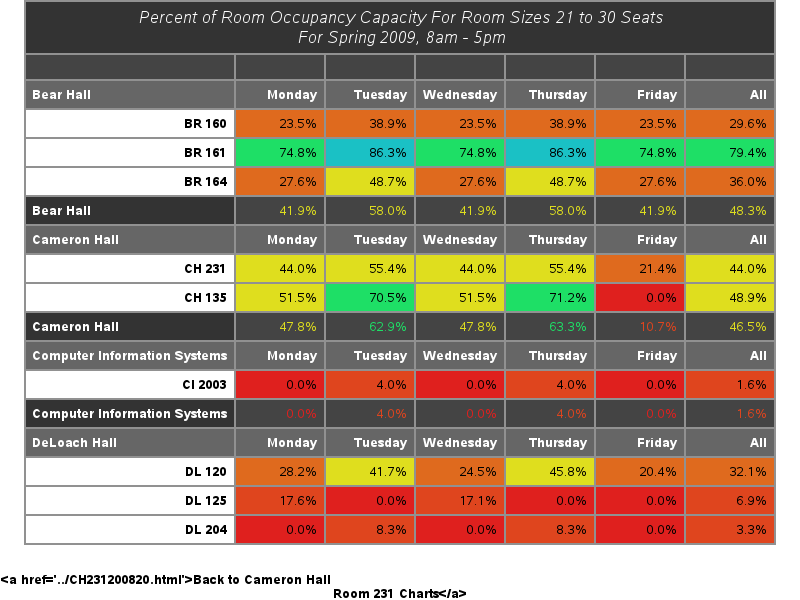 Percent of Room Occupancy Capacity For Room Sizes 21 to 30 Seats
For Spring 2009, 8am - 5pm
Bear Hall Monday Tuesday Wednesday Thursday Friday All
BR 160 23.5% 38.9% 23.5% 38.9% 23.5% 29.6%
BR 161 74.8% 86.3% 74.8% 86.3% 74.8% 79.4%
BR 164 27.6% 48.7% 27.6% 48.7% 27.6% 36.0%
Bear Hall 41.9% 58.0% 41.9% 58.0% 41.9% 48.3%
Cameron Hall Monday Tuesday Wednesday Thursday Friday All
CH 231 44.0% 55.4% 44.0% 55.4% 21.4% 44.0%
CH 135 51.5% 70.5% 51.5% 71.2% 0.0% 48.9%
Cameron Hall 47.8% 62.9% 47.8% 63.3% 10.7% 46.5%
Computer Information Systems Monday Tuesday Wednesday Thursday Friday All
CI 2003 0.0% 4.0% 0.0% 4.0% 0.0% 1.6%
Computer Information Systems 0.0% 4.0% 0.0% 4.0% 0.0% 1.6%
DeLoach Hall Monday Tuesday Wednesday Thursday Friday All
DL 120 28.2% 41.7% 24.5% 45.8% 20.4% 32.1%
DL 125 17.6% 0.0% 17.1% 0.0% 0.0% 6.9%
DL 204 0.0% 8.3% 0.0% 8.3% 0.0% 3.3%
<a href='../CH231200820.html'>Back to Cameron Hall
Room 231 Charts</a>